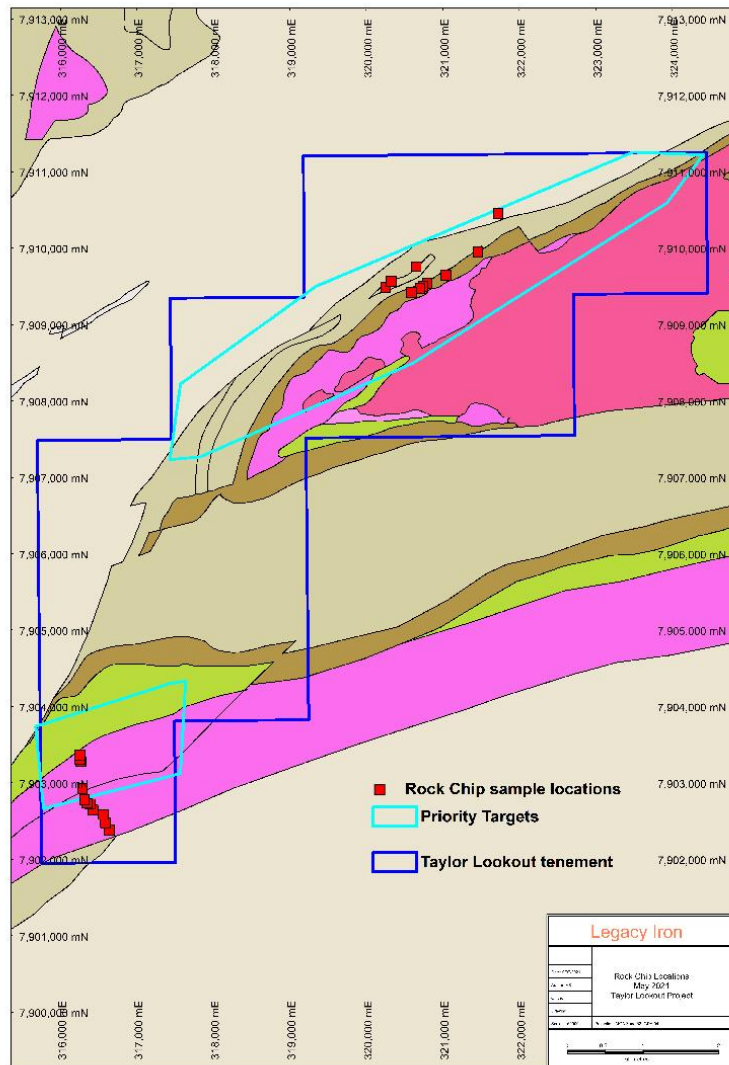 7,913,000 mN
7,913,000 mN
316,000 mE
317,000 mE
318,000 mE
319,000 mE
320,000 mE
321,000 mE
322,000 mE
323,000 mE
324,000 mE
7,912,000 mN
7,912,000 mN
7,911,000 mN
7,911,000 mN
7,910,000 mN
7,910,000 mN
7,909,000 mN
7,909,000 mN
7,908,000 mN
7,908,000 mN
7,907,000 mN
7,907,000 mN
7,906,000 mN
7,906,000 mN
7,905,000 mN
7,905,000 mN
7,904,000 mN
7,904,000 mN
7,903,000 mN
7,903,000 mN
Rock Chip sample locations
Priority Targets
Taylor Lookout tenement
7,902,000 mN
7,902,000 mN
7,901,000 mN
7,900,000 mN
316,000 mE
317,000 mE
318,000 mE
319,000 mE
320,000 mE
321,000 mE
322,000 mE
Legacy Iron
Rock Chip Locations
May 2021
Taylor Lookout Project